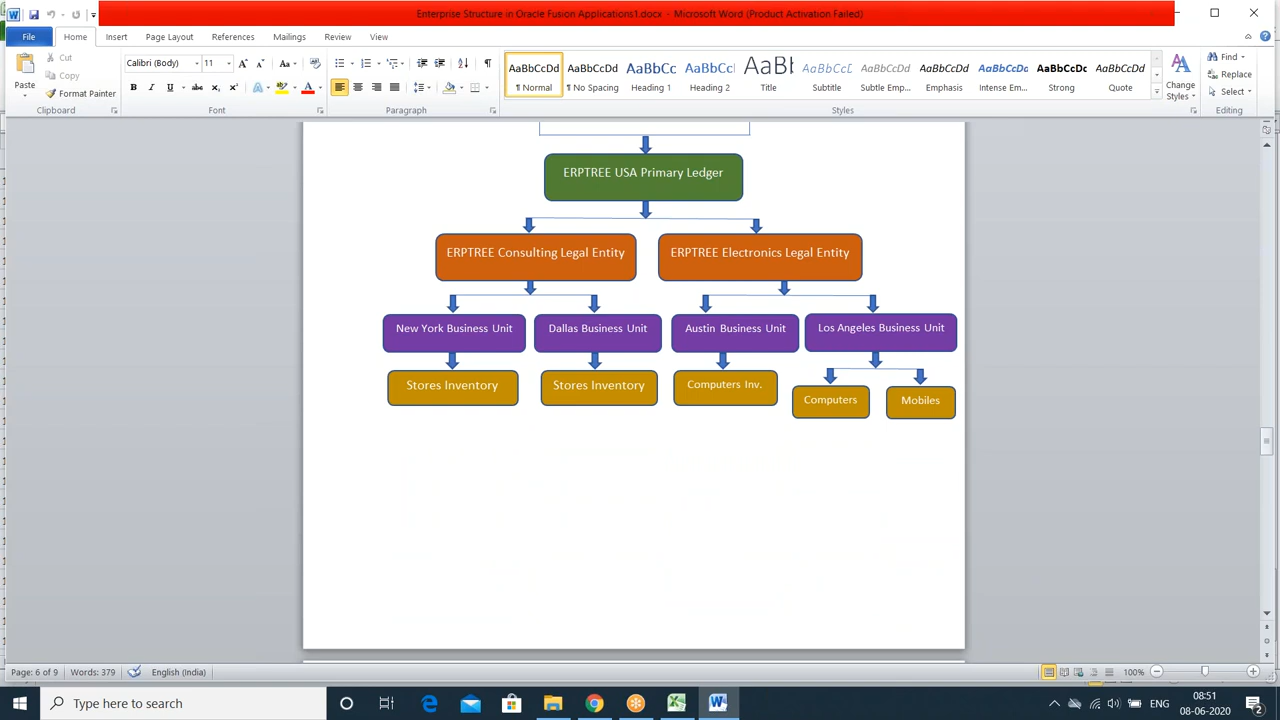 Enterprise Structure in Oracle Fusion Applications1.docx - Microsoft Word (Product Activation Failed)
File Home Insert Page Layout References Mailings Review View
Paste
Cut
Copy
Format Painter
Clipboard
Calibri (Body) 11
Font
Paragraph
AaBbCcDd AaBbCcDd AaBbCc AaBbCc AaB AaBbCcD AaBbCcDd AaBbCcDd AaBbCcDd AaBbCcDd
¶ Normal ¶ No Spacing Heading 1 Heading 2 Title Subtitle Subtle Emp... Emphasis Intense Em... Strong Quote
Styles
Change
Styles
Find
Replace
Select
Editing
ERPTREE USA Primary Ledger
ERPTREE Consulting Legal Entity ERPTREE Electronics Legal Entity
New York Business Unit Dallas Business Unit Austin Business Unit Los Angeles Business Unit
Stores Inventory Stores Inventory Computers Inv. Computers Mobiles
Page: 6 of 9 Words: 379 English (India) 100%
Type here to search
ENG
08:51
08-06-2020
2